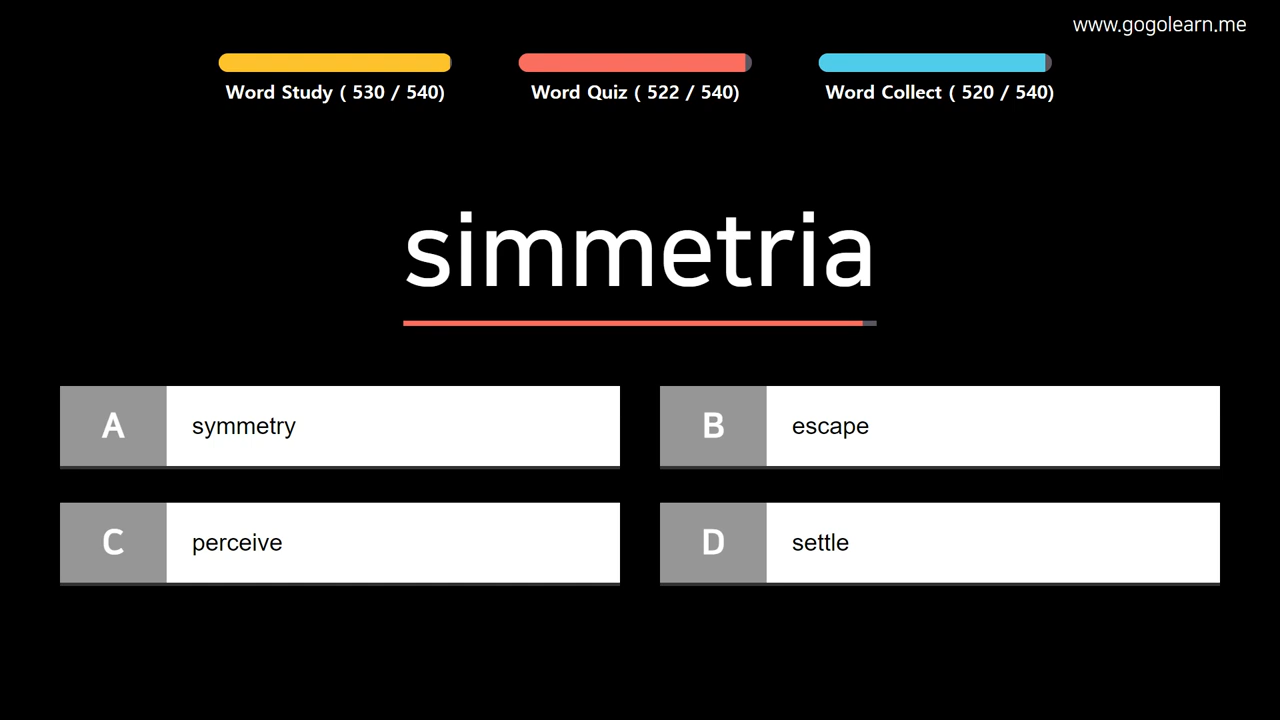 www.gogolearn.me
Word Study ( 530 / 540)
Word Quiz ( 522 / 540)
Word Collect ( 520 / 540)
simmetria
A
symmetry
B
escape
C
perceive
D
settle